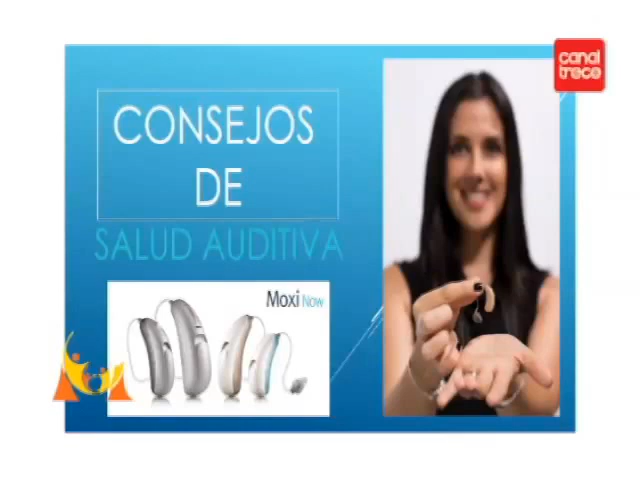 canal
trece
CONSEJOS
DE
SALUD AUDITIVA
Moxi Now